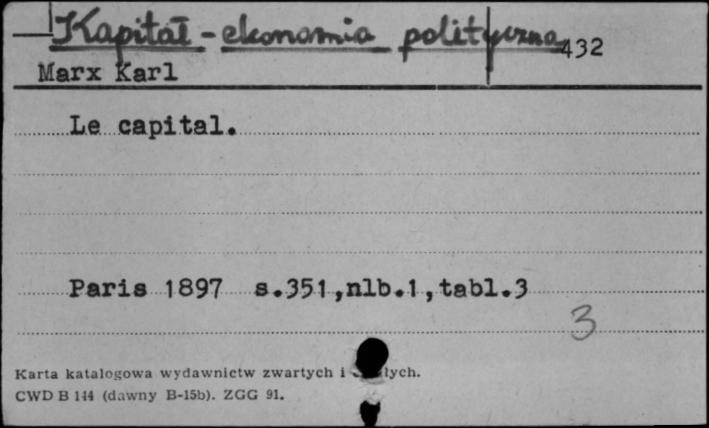 Kapitał - ekonomia polityczna
432
Marx Karl
Le capital.
Paris 1897 s.351,nlb.1,tabl.3
3
Karta katalogowa wydawnictw zwartych i
CWD B 144 (dawny B-15b). ZGG 91.